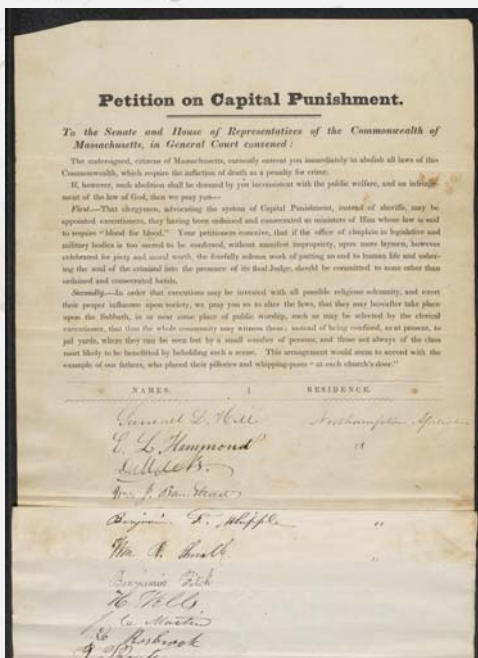 Petition on Capital Punishment.
To the Senate and House of Representatives of the Commonwealth of
Massachusetts, in General Court convened:
The undersigned, citizens of Massachusetts, earnestly entreat you immediately to abolish all laws of this
Commonwealth, which require the infliction of death as a penalty for crime.
If, however, such abolition shall be deemed by you inconsistent with the public welfare, and an infringe-
ment of the law of God, then we pray you—
First.—That clergymen, advocating the system of Capital Punishment, instead of sheriffs, may be
appointed executioners, they having been ordained and consecrated as ministers of Him whose law is said
to require "blood for blood." Your petitioners conceive, that if the office of chaplain in legislative and
military bodies is too sacred to be conferred, without manifest impropriety, upon mere laymen, however
celebrated for piety and moral worth, the fearfully solemn work of putting an end to human life and usher-
ing the soul of the criminal into the presence of its final Judge, should be committed to none other than
ordained and consecrated hands.
Secondly.—In order that executions may be invested with all possible religious solemnity, and exert
their proper influence upon society, we pray you so to alter the laws, that they may hereafter take place
upon the Sabbath, in or near some place of public worship, such as may be selected by the clerical
executioner, that thus the whole community may witness them; instead of being confined, as at present, to
jail yards, where they can be seen but by a small number of persons, and those not always of the class
most likely to be benefitted by beholding such a scene. This arrangement would seem to accord with the
example of our fathers, who placed their pillories and whipping-posts "at each church's door."
NAMES. RESIDENCE.
Samuel L. Hill Northampton
E. L. Hammond "
J.
Benjamin F. Whipple "
Wm "
Benjamin Fitch
H Wells
Martin
Rosbrook